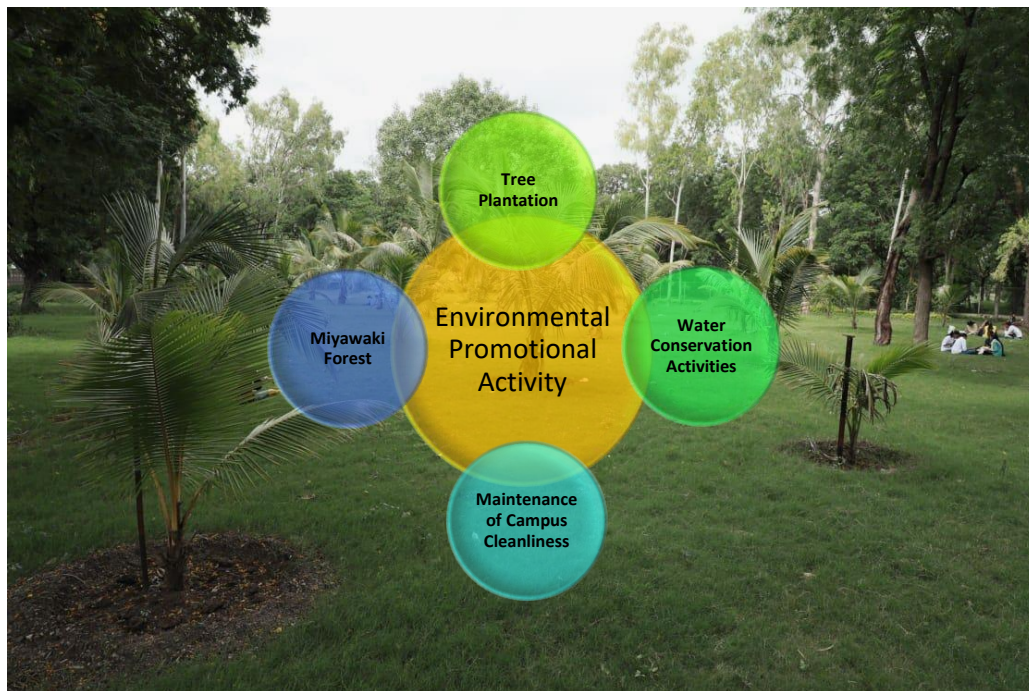 Tree
Plantation
Environmental
Promotional
Activity
Miyawaki
Forest
Water
Conservation
Activities
Maintenance
of Campus
Cleanliness